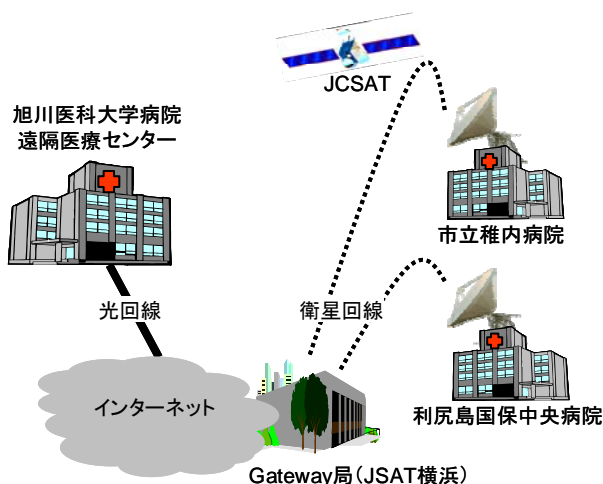 JCSAT
旭川医科大学病院
遠隔医療センター
市立稚内病院
光回線
衛星回線
インターネット
利尻島国保中央病院
Gateway局(JSAT横浜)